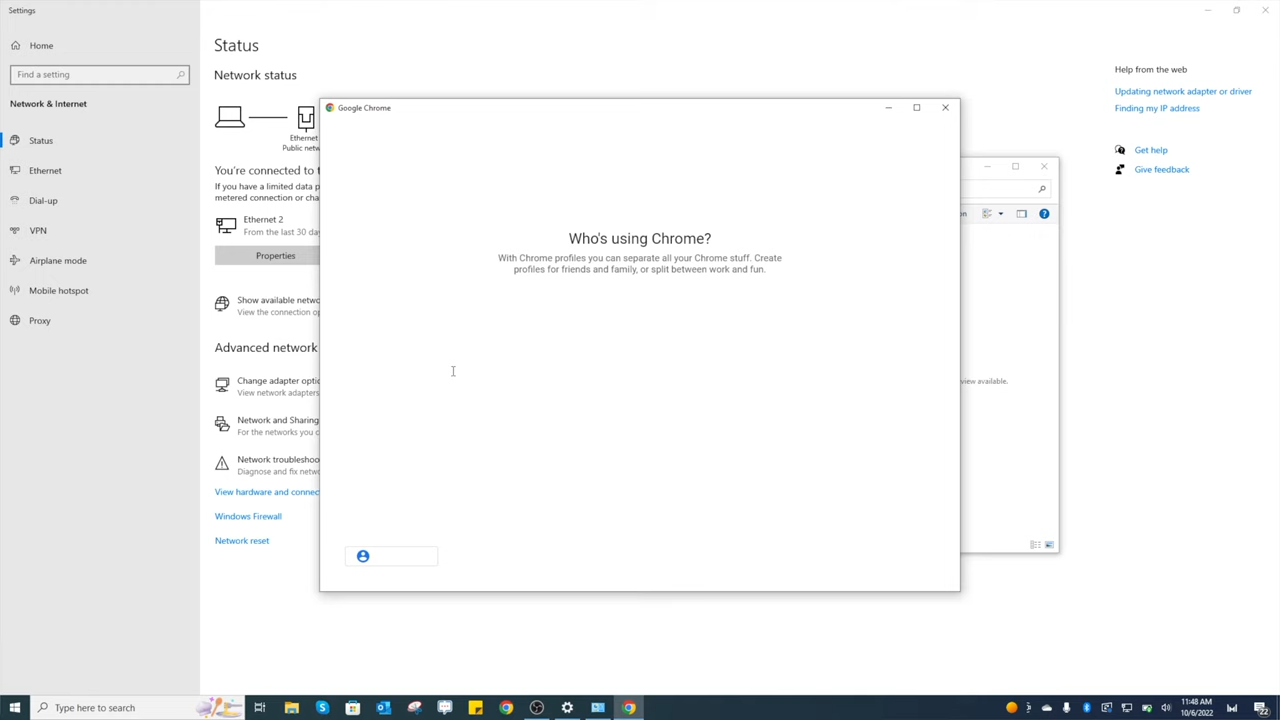 Settings
Home
Find a setting
Network & Internet
Status
Ethernet
Dial-up
VPN
Airplane mode
Mobile hotspot
Proxy
Status
Network status
Ethernet
Public netw
You're connected to t
If you have a limited data p
metered connection or cha
Ethernet 2
From the last 30 day
Properties
Show available netwo
View the connection op
Advanced network
Change adapter optio
View network adapters
Network and Sharing
For the networks you c
Network troubleshoo
Diagnose and fix netwo
View hardware and connec
Windows Firewall
Network reset
Google Chrome
Who's using Chrome?
With Chrome profiles you can separate all your Chrome stuff. Create
profiles for friends and family, or split between work and fun.
on
view available.
Help from the web
Updating network adapter or driver
Finding my IP address
Get help
Give feedback
Type here to search
11:48 AM
10/6/2022
22